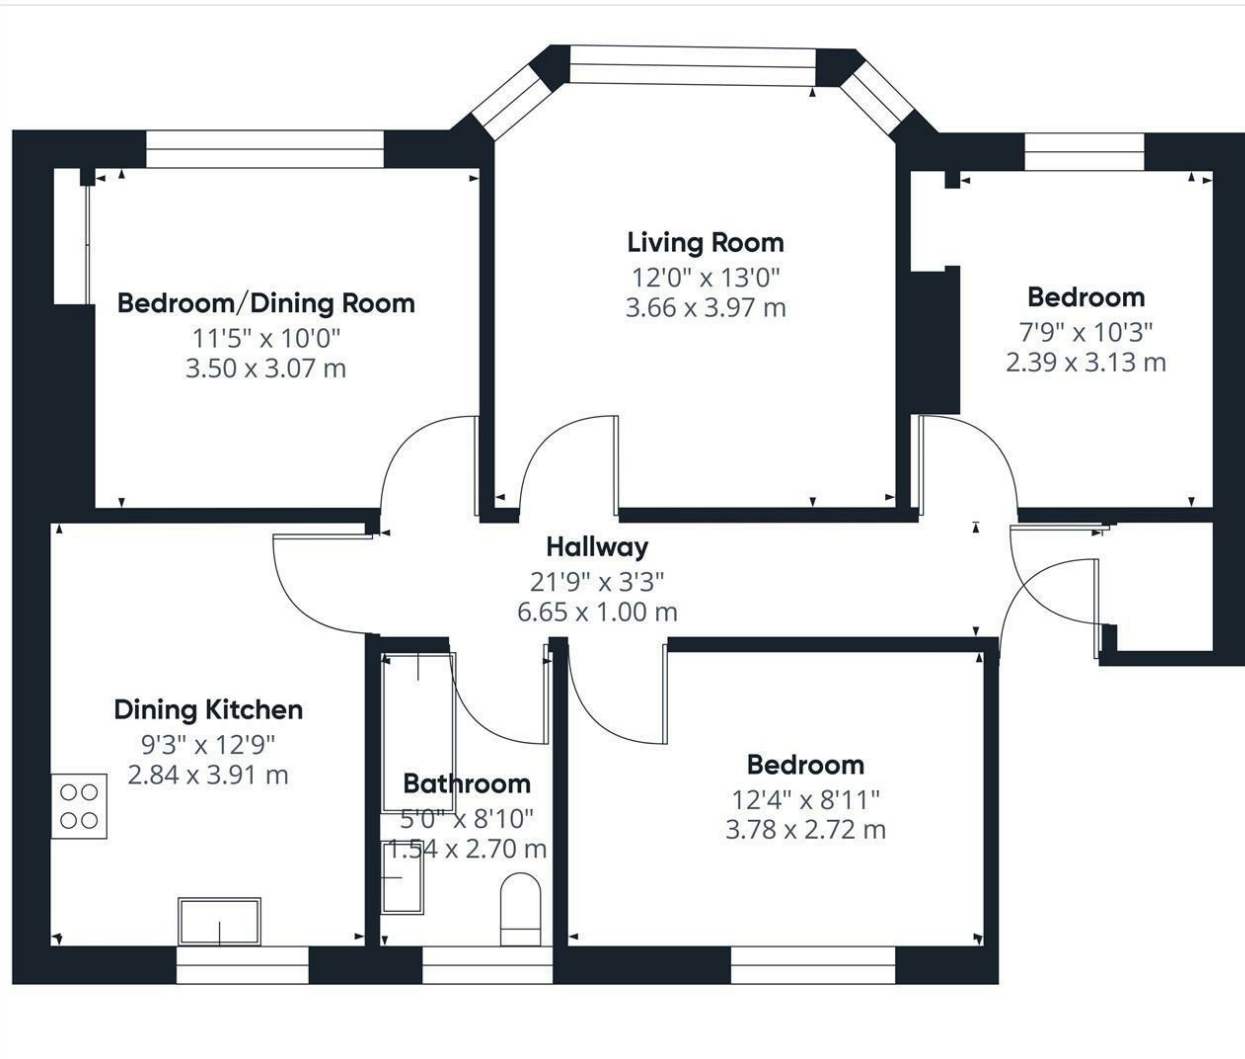 Living Room
12'0" x 13'0"
3.66 x 3.97 m
Bedroom/Dining Room
11'5" x 10'0"
3.50 x 3.07 m
Bedroom
7'9" x 10'3"
2.39 x 3.13 m
Hallway
21'9" x 3'3"
6.65 x 1.00 m
Dining Kitchen
9'3" x 12'9"
2.84 x 3.91 m
Bathroom
5'0" x 8'10"
1.54 x 2.70 m
Bedroom
12'4" x 8'11"
3.78 x 2.72 m